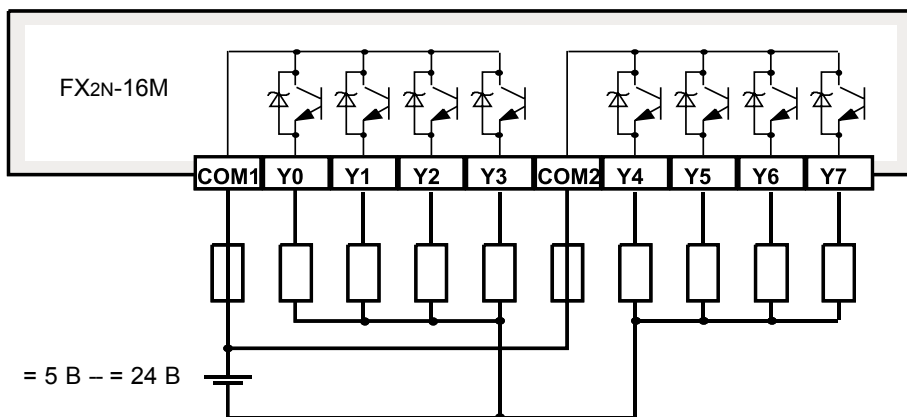 FX2N-16M
COM1 Y0 Y1 Y2 Y3 COM2 Y4 Y5 Y6 Y7
= 5 В – = 24 В